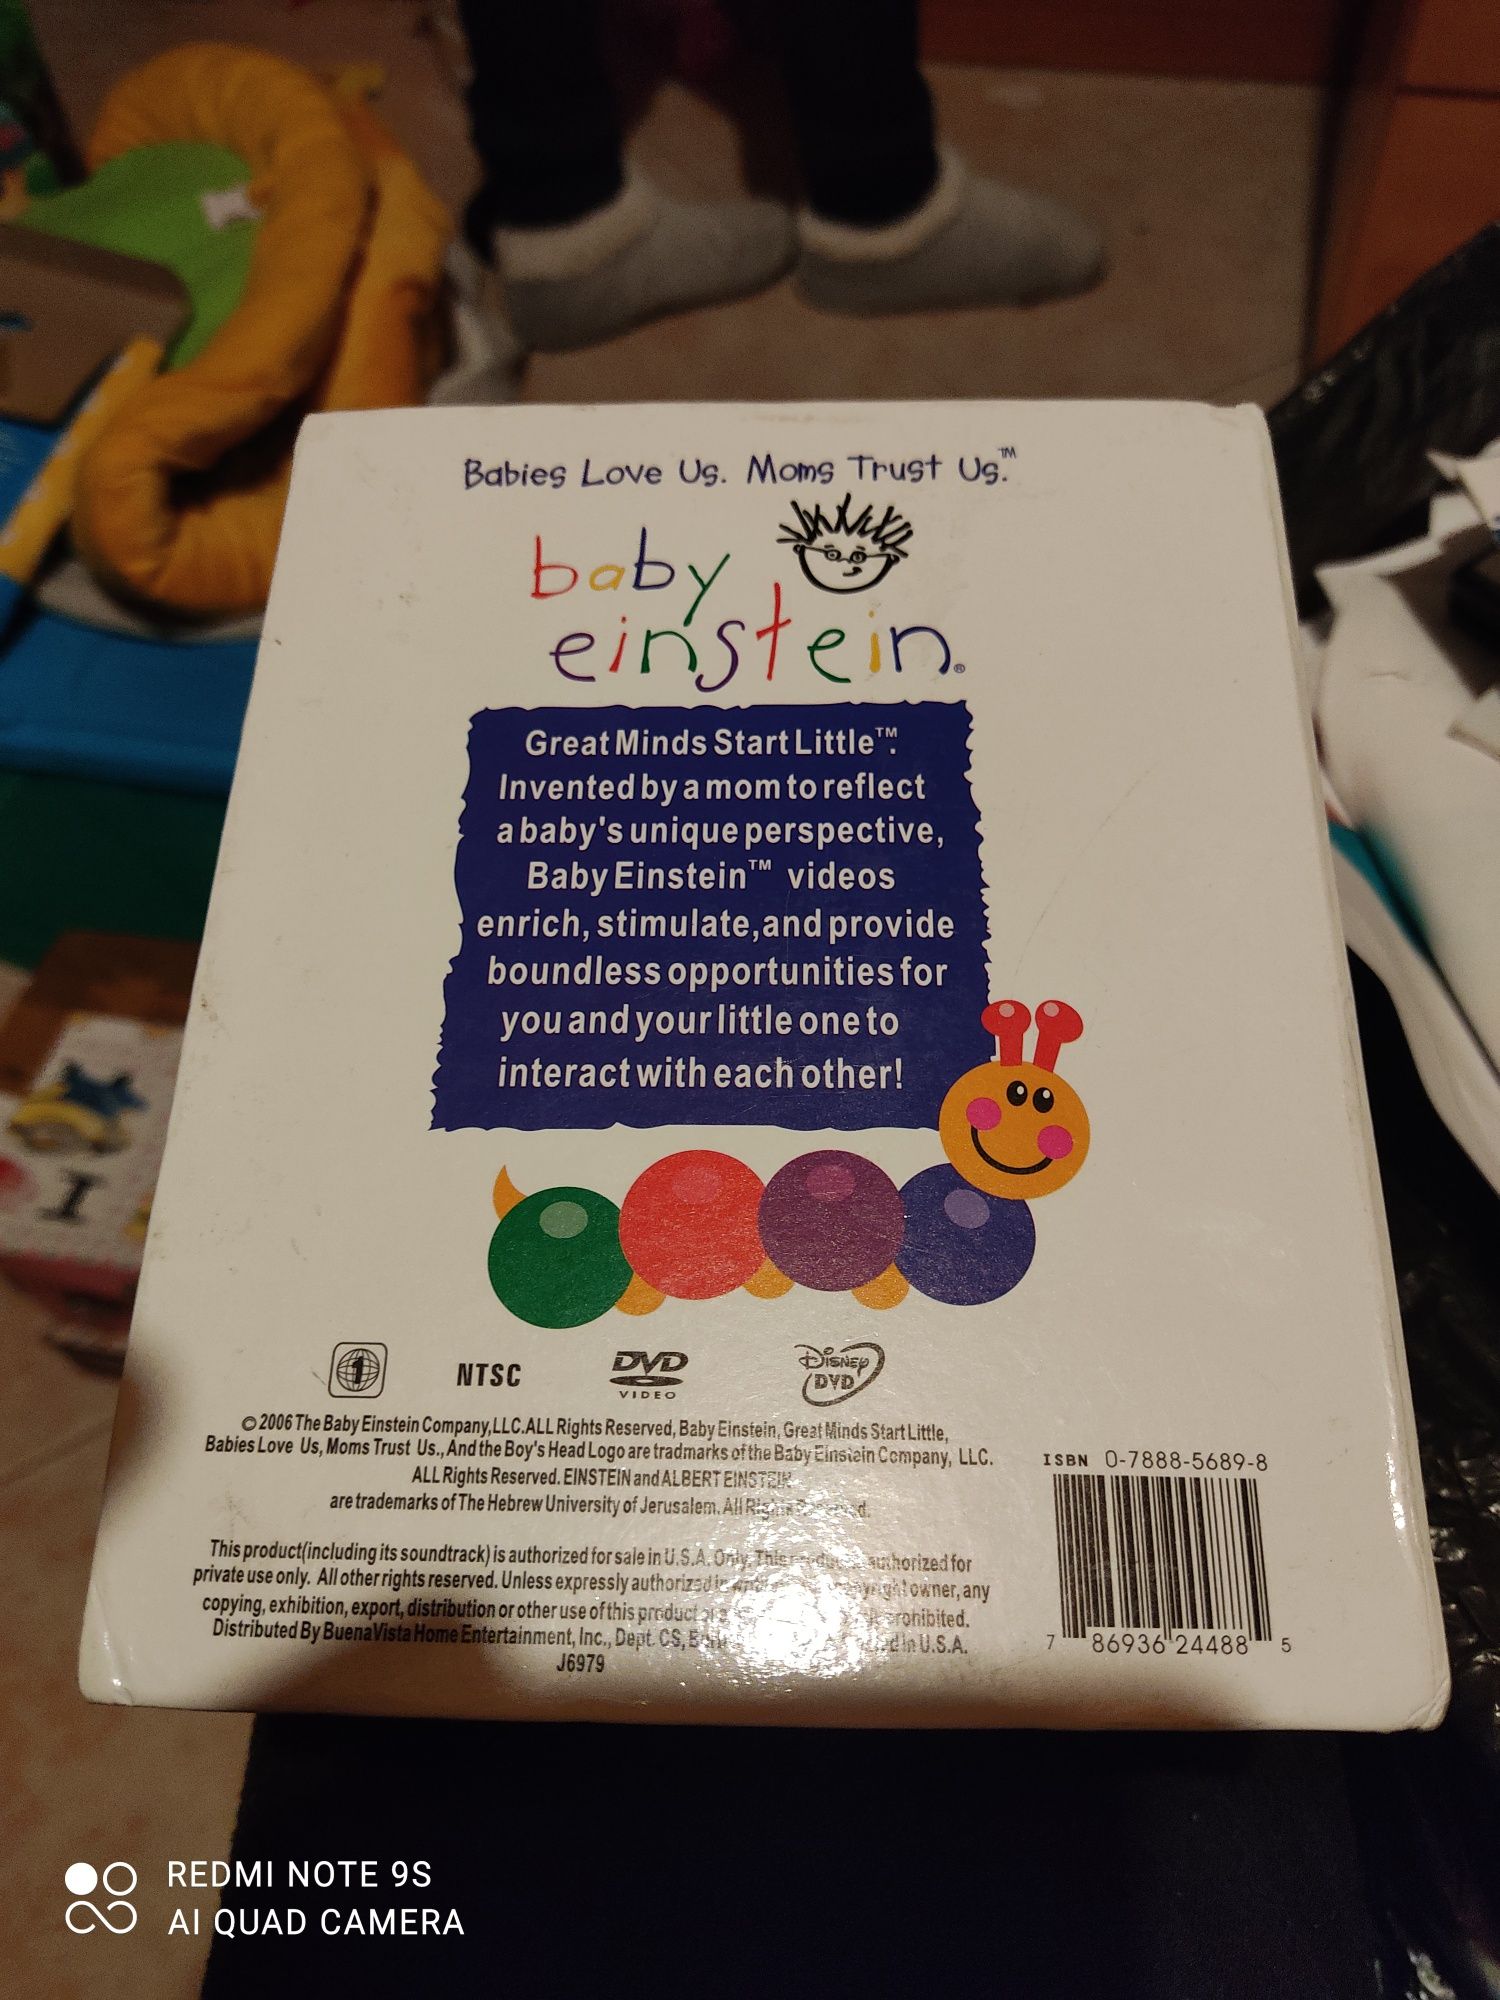 Babies Love Us. Moms Trust Us.™
baby
einstein®
Great Minds Start Little™.
Invented by a mom to reflect
a baby's unique perspective,
Baby Einstein™ videos
enrich, stimulate,and provide
boundless opportunities for
you and your little one to
interact with each other!
1 NTSC DVD VIDEO Disney DVD
© 2006 The Baby Einstein Company,LLC.ALL Rights Reserved, Baby Einstein, Great Minds Start Little,
Babies Love Us, Moms Trust Us., And the Boy's Head Logo are tradmarks of the Baby Einstein Company, LLC.
ALL Rights Reserved. EINSTEIN and ALBERT EINSTEIN
are trademarks of The Hebrew University of Jerusalem. All Rights Reserved.
This product(including its soundtrack) is authorized for sale in U.S.A. Only. This authorized for
private use only. All other rights reserved. Unless expressly authorized owner, any
copying, exhibition, export, distribution or other use of this product prohibited.
Distributed By BuenaVista Home Entertainment, Inc., Dept. CS, in U.S.A.
J6979
ISBN 0-7888-5689-8
7 86936 24488 5
I
REDMI NOTE 9S
AI QUAD CAMERA